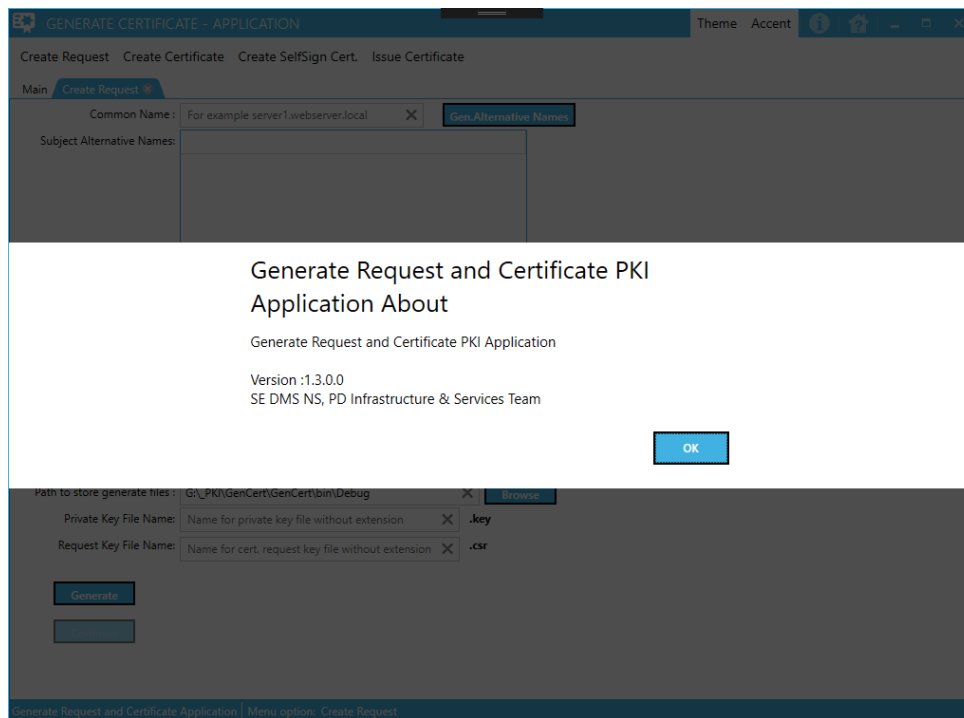 GENERATE CERTIFICATE - APPLICATION
Theme Accent
Create Request Create Certificate Create SelfSign Cert. Issue Certificate
Main Create Request
Common Name : For example server1.webserver.local Gen.Alternative Names
Subject Alternative Names:
Generate Request and Certificate PKI
Application About
Generate Request and Certificate PKI Application
Version :1.3.0.0
SE DMS NS, PD Infrastructure & Services Team
OK
Path to store generate files : G:\_PKI\GenCert\GenCert\bin\Debug Browse
Private Key File Name: Name for private key file without extension .key
Request Key File Name: Name for cert. request key file without extension .csr
Generate
Generate Request and Certificate Application Menu option: Create Request